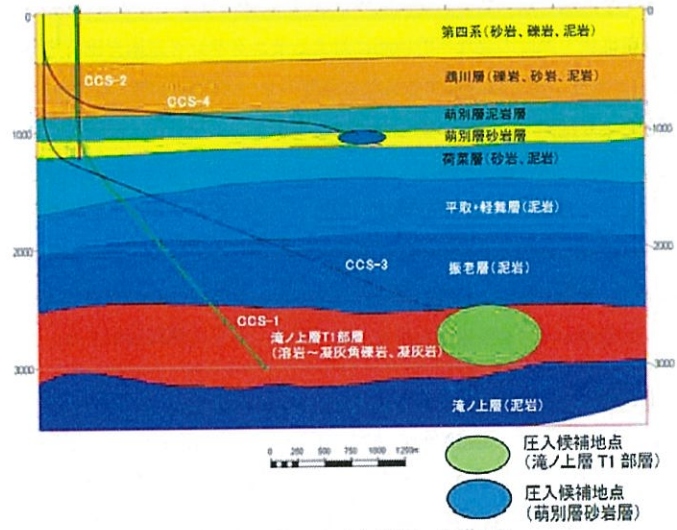 0
0
第四系(砂岩、礫岩、泥岩)
CCS-2
鵡川層(礫岩、砂岩、泥岩)
CCS-4
萌別層泥岩層
1000
1000
萌別層砂岩層
荷菜層(砂岩、泥岩)
平取+軽舞層(泥岩)
2000
2000
CCS-3
振老層(泥岩)
CCS-1
滝ノ上層T1部層
(溶岩~凝灰角礫岩、凝灰岩)
3000
3000
滝ノ上層(泥岩)
0 250 500 750 1000 1250m
圧入候補地点
(滝ノ上層 T1 部層)
圧入候補地点
(萌別層砂岩層)